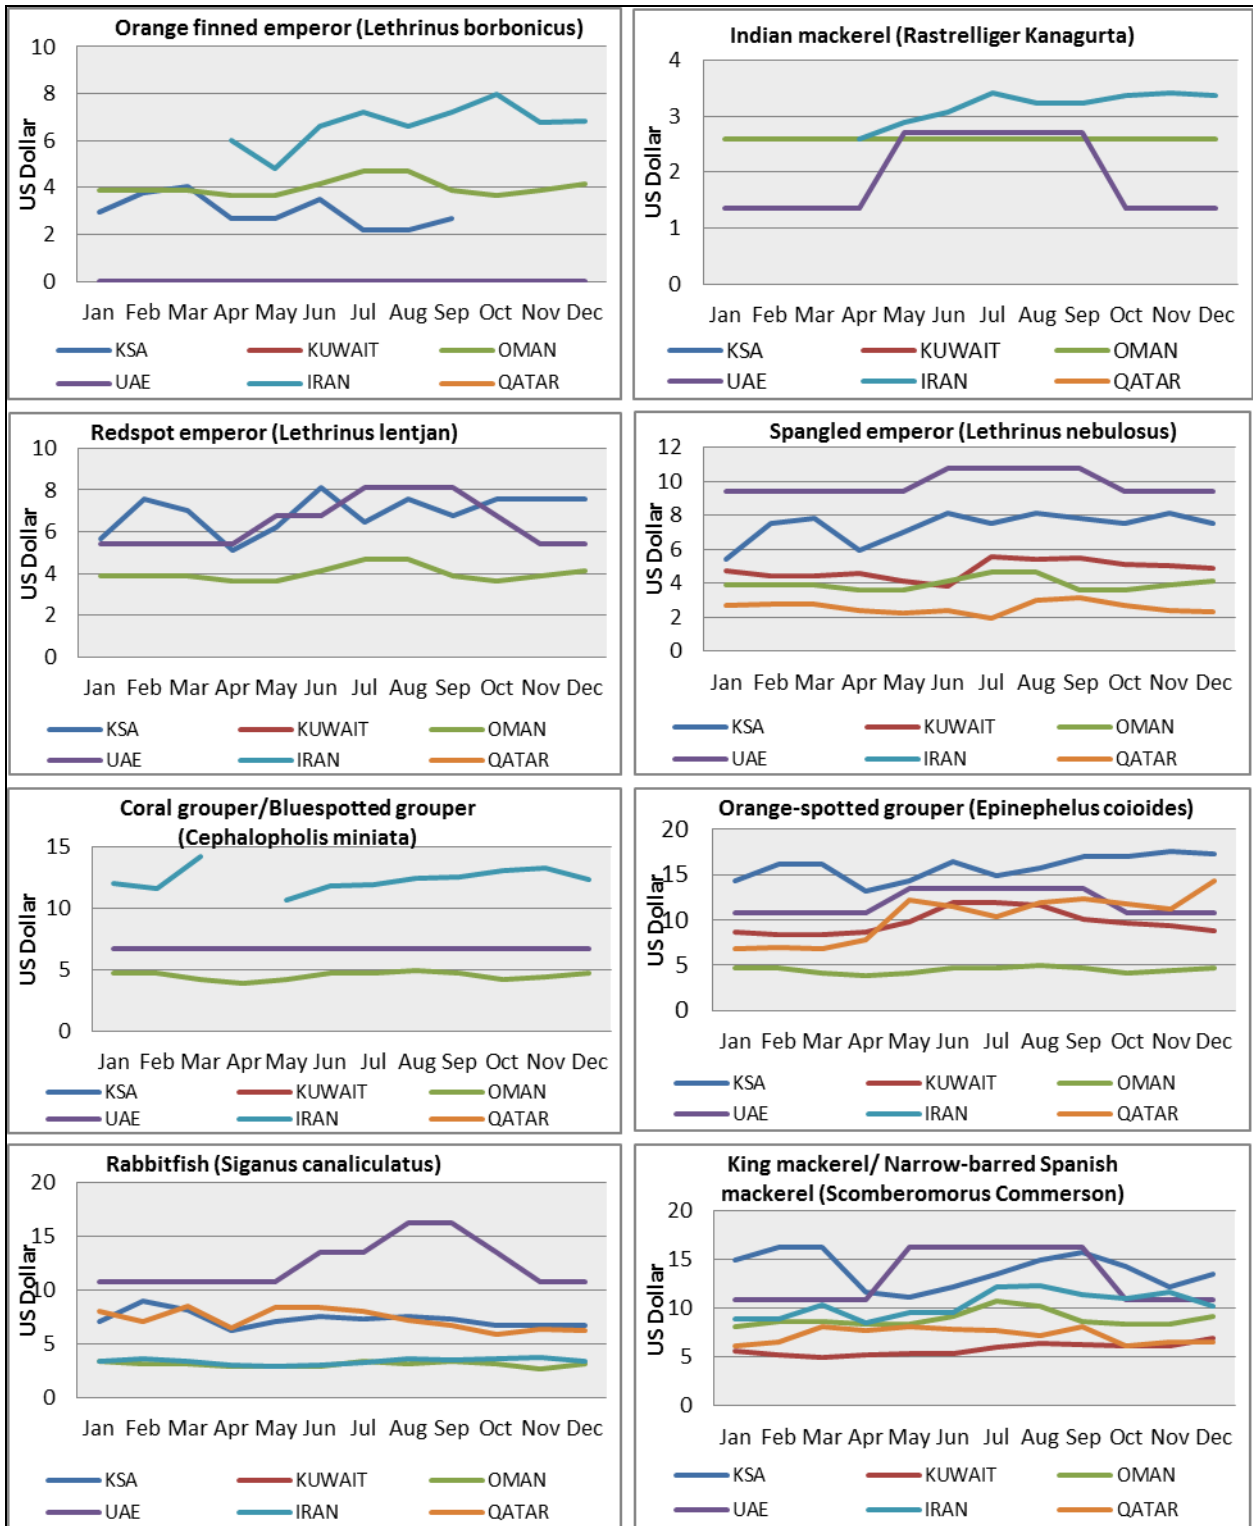 Orange finned emperor (Lethrinus borbonicus)
US Dollar
10
8
6
4
2
0
Jan Feb Mar Apr May Jun Jul Aug Sep Oct Nov Dec
KSA KUWAIT OMAN
UAE IRAN QATAR
Indian mackerel (Rastrelliger Kanagurta)
US Dollar
4
3
2
1
0
Jan Feb Mar Apr May Jun Jul Aug Sep Oct Nov Dec
KSA KUWAIT OMAN
UAE IRAN QATAR
Redspot emperor (Lethrinus lentjan)
US Dollar
10
8
6
4
2
0
Jan Feb Mar Apr May Jun Jul Aug Sep Oct Nov Dec
KSA KUWAIT OMAN
UAE IRAN QATAR
Spangled emperor (Lethrinus nebulosus)
US Dollar
12
10
8
6
4
2
0
Jan Feb Mar Apr May Jun Jul Aug Sep Oct Nov Dec
KSA KUWAIT OMAN
UAE IRAN QATAR
Coral grouper/Bluespotted grouper
(Cephalopholis miniata)
US Dollar
15
10
5
0
Jan Feb Mar Apr May Jun Jul Aug Sep Oct Nov Dec
KSA KUWAIT OMAN
UAE IRAN QATAR
Orange-spotted grouper (Epinephelus coioides)
US Dollar
20
15
10
5
0
Jan Feb Mar Apr May Jun Jul Aug Sep Oct Nov Dec
KSA KUWAIT OMAN
UAE IRAN QATAR
Rabbitfish (Siganus canaliculatus)
US Dollar
20
15
10
5
0
Jan Feb Mar Apr May Jun Jul Aug Sep Oct Nov Dec
KSA KUWAIT OMAN
UAE IRAN QATAR
King mackerel/ Narrow-barred Spanish
mackerel (Scomberomorus Commerson)
US Dollar
20
15
10
5
0
Jan Feb Mar Apr May Jun Jul Aug Sep Oct Nov Dec
KSA KUWAIT OMAN
UAE IRAN QATAR